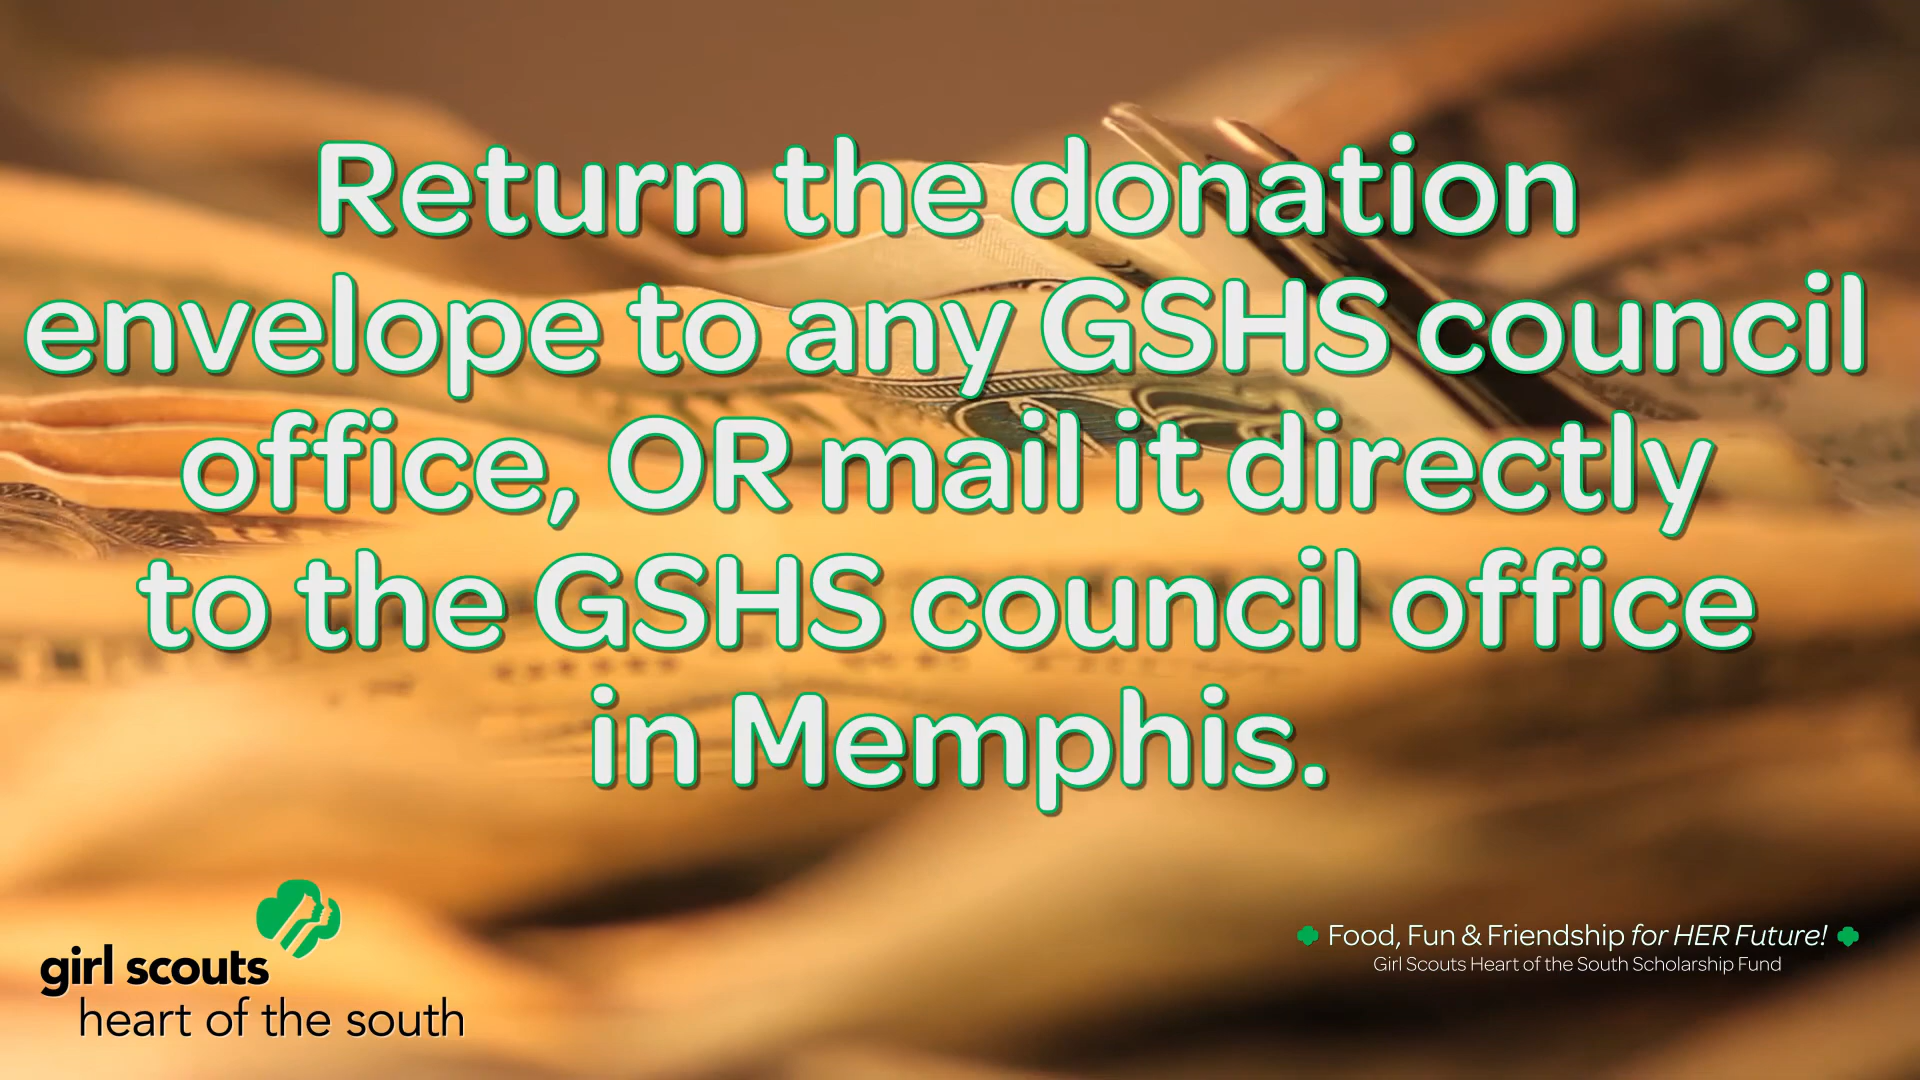 Return the donation
envelope to any GSHS council
office, OR mail it directly
to the GSHS council office
in Memphis.
girl scouts
heart of the south
Food, Fun & Friendship for HER Future!
Girl Scouts Heart of the South Scholarship Fund